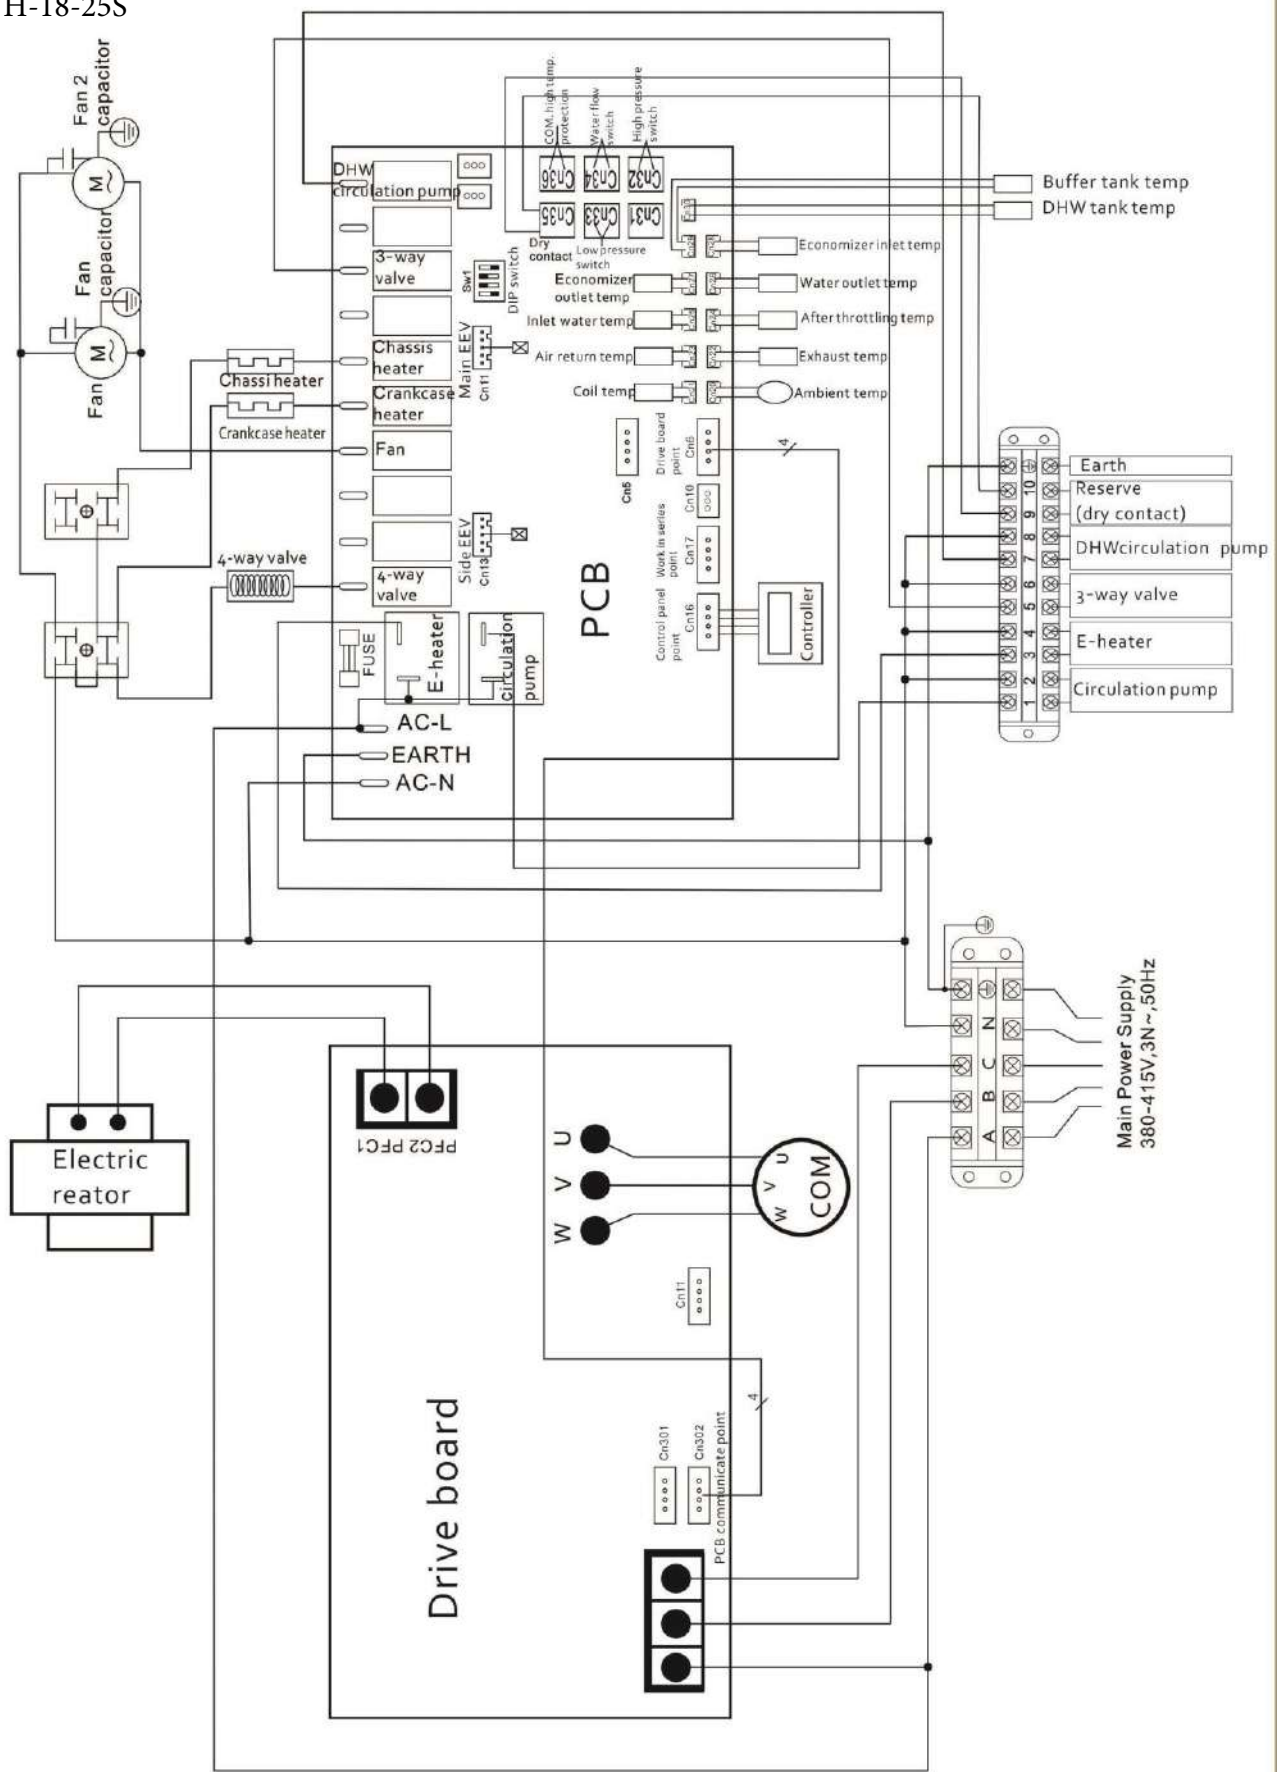 H-18-25S
Fan 2
capacitor
Fan
capacitor
M
~
M
~
Fan
Chassi heater
Crankcase heater
4-way valve
DHW
circulation pump
3-way
valve
Chassis
heater
Crankcase
heater
Fan
4-way
valve
FUSE
E-heater
circulation
pump
AC-L
EARTH
AC-N
Sw1
DIP switch
Main EEV
Cn11
Side EEV
Cn13
PCB
COM. high temp.
protection
Water flow
switch
High pressure
switch
Cn36
Cn34
Cn32
Cn35
Cn33
Cn31
Dry
contact
Low pressure
switch
Buffer tank temp
DHW tank temp
Economizer inlet temp
Economizer
outlet temp
Water outlet temp
Inlet water temp
After throttling temp
Air return temp
Exhaust temp
Coil temp
Ambient temp
Cn5
Drive board
point
Cn6
4
Cn10
Work in series
point
Cn17
Control panel
point
Cn16
Controller
10
9
8
7
6
5
4
3
2
1
Earth
Reserve
(dry contact)
DHWcirculation pump
3-way valve
E-heater
Circulation pump
N
C
B
A
Main Power Supply
380-415V,3N~,50Hz
Electric
reator
PFC1
PFC2
U
V
W
U
V
W
COM
Cn11
Drive board
Cn301
Cn302
PCB communicate point
4